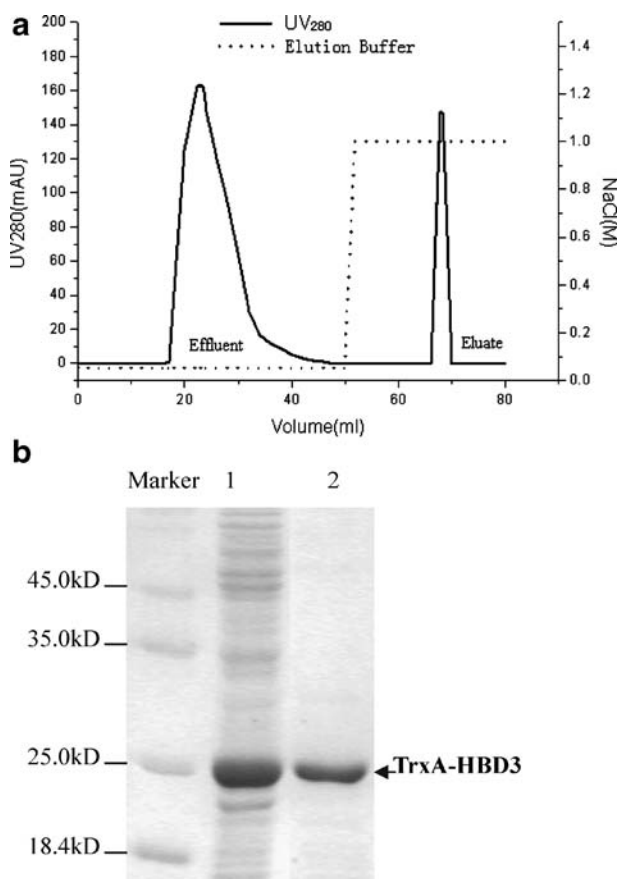 a
UV280
Elution Buffer
200
180
160
140
120
100
80
60
40
20
0
UV280(mAU)
1.4
1.2
1.0
0.8
0.6
0.4
0.2
0.0
NaCl(M)
Effluent
Eluate
0 20 40 60 80
Volume(ml)
b
Marker 1 2
45.0kD
35.0kD
25.0kD
18.4kD
TrxA-HBD3